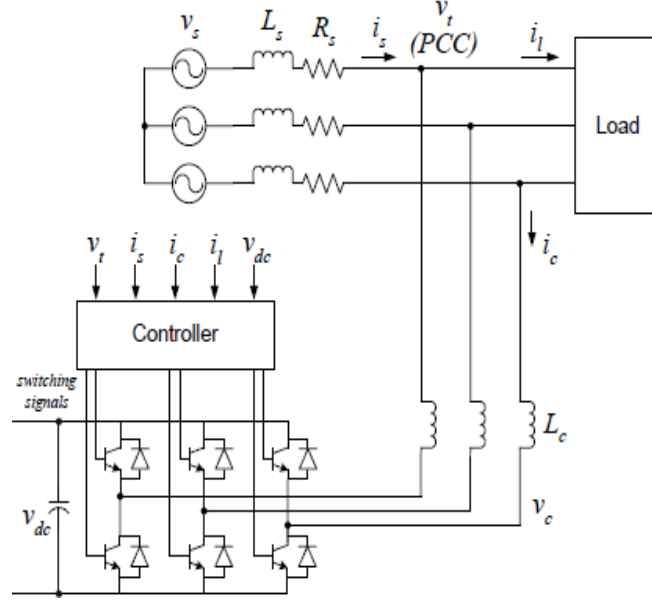 v_s L_s R_s i_s v_t i_l
(PCC)
Load
i_c
v_t i_s i_c i_l v_dc
Controller
switching
signals
L_c
v_dc
v_c